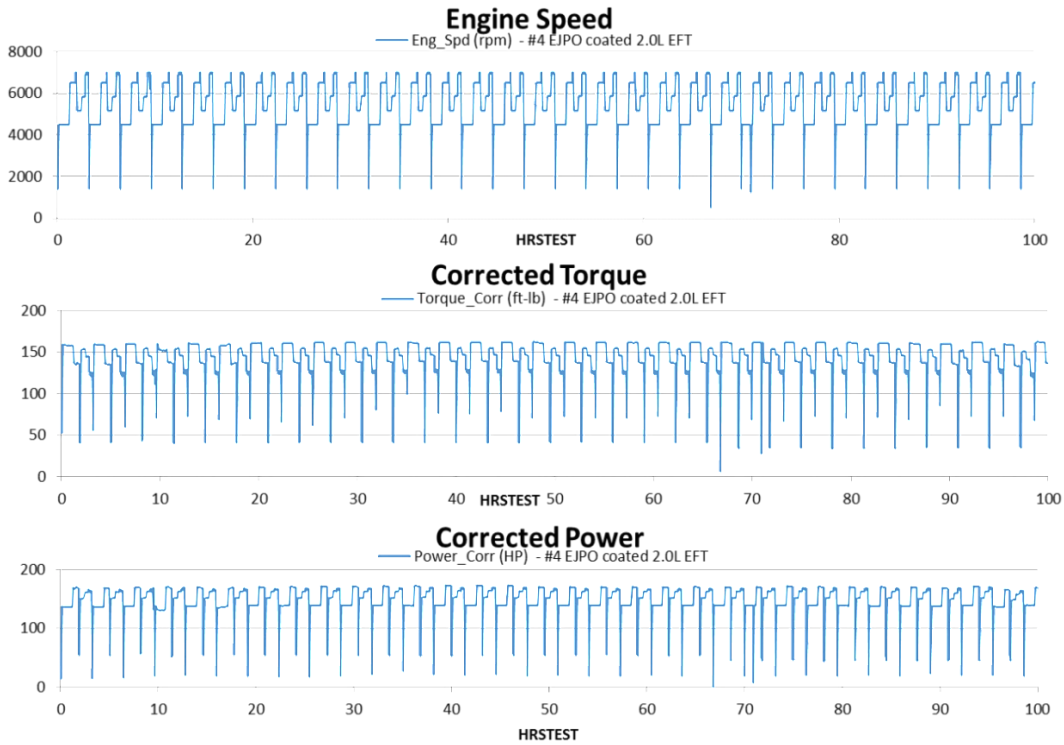 Engine Speed
Eng_Spd (rpm) - #4 EJPO coated 2.0L EFT
8000
6000
4000
2000
0
0 20 40 HRSTEST 60 80 100
Corrected Torque
Torque_Corr (ft-lb) - #4 EJPO coated 2.0L EFT
200
150
100
50
0
0 10 20 30 40 HRSTEST 50 60 70 80 90 100
Corrected Power
Power_Corr (HP) - #4 EJPO coated 2.0L EFT
200
100
0
0 10 20 30 40 50 60 70 80 90 100
HRSTEST